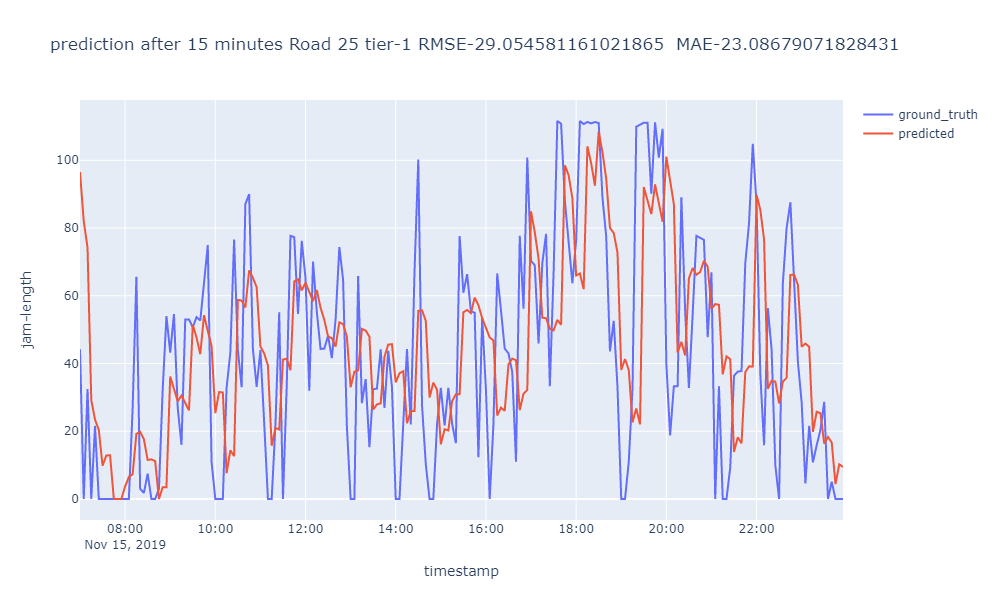 prediction after 15 minutes Road 25 tier-1 RMSE-29.054581161021865  MAE-23.08679071828431
ground_truth
predicted
100
80
60
40
20
0
jam-length
08:00 10:00 12:00 14:00 16:00 18:00 20:00 22:00
Nov 15, 2019
timestamp